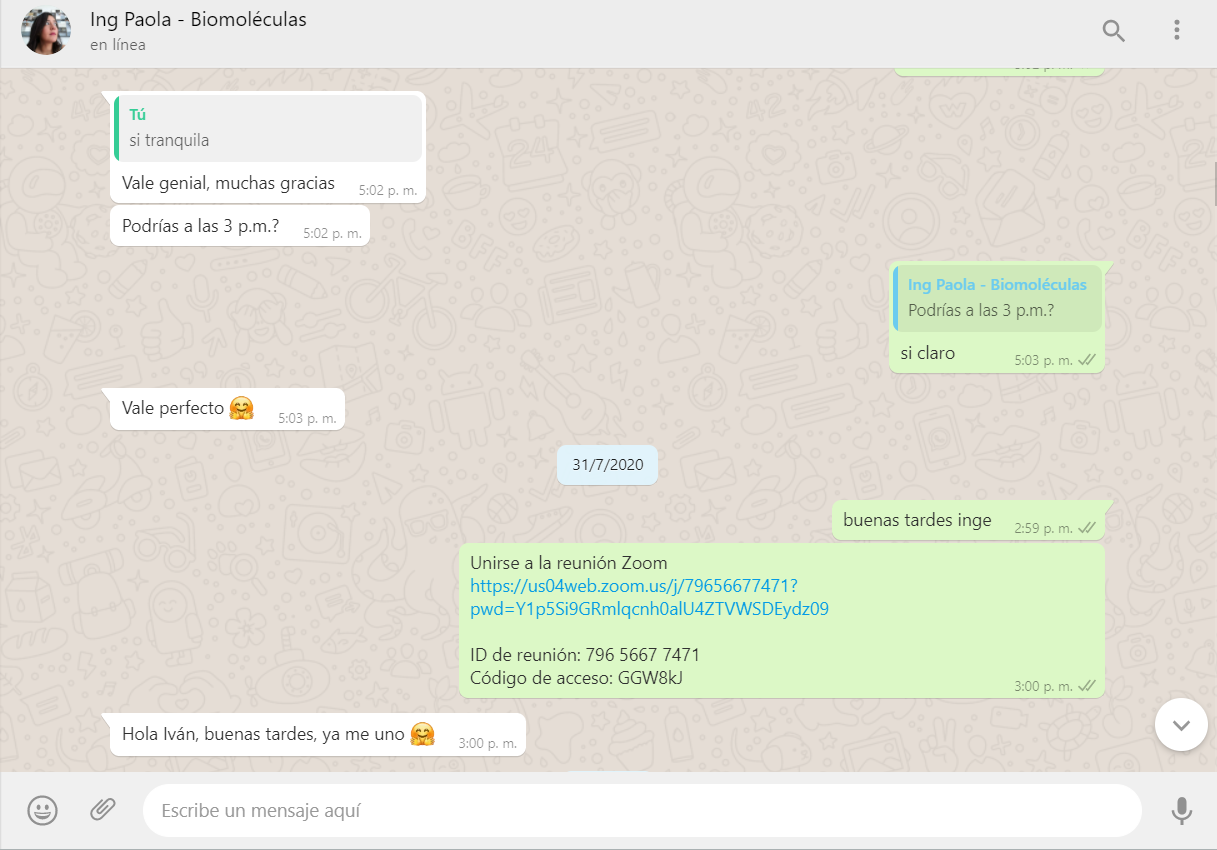 Ing Paola - Biomoléculas
en línea
Tú
si tranquila
Vale genial, muchas gracias 5:02 p. m.
Podrías a las 3 p.m.? 5:02 p. m.
Ing Paola - Biomoléculas
Podrías a las 3 p.m.?
si claro 5:03 p. m.
Vale perfecto 🤗 5:03 p. m.
31/7/2020
buenas tardes inge 2:59 p. m.
Unirse a la reunión Zoom
https://us04web.zoom.us/j/79656677471?
pwd=Y1p5Si9GRmlqcnh0alU4ZTVWSDEydz09
ID de reunión: 796 5667 7471
Código de acceso: GGW8kJ
3:00 p. m.
Hola Iván, buenas tardes, ya me uno 🤗 3:00 p. m.
Escribe un mensaje aquí